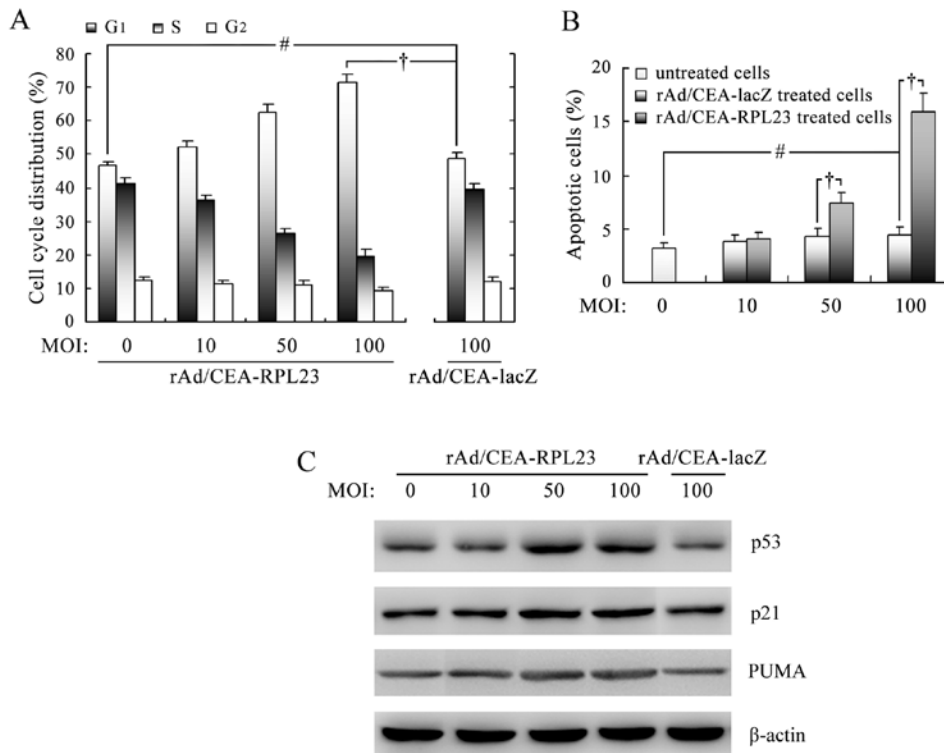 A
G1 S G2
#
†
Cell cycle distribution (%)
80
70
60
50
40
30
20
10
0
MOI: 0 10 50 100 100
rAd/CEA-RPL23 rAd/CEA-lacZ
B
untreated cells
rAd/CEA-lacZ treated cells
rAd/CEA-RPL23 treated cells
†
#
†
Apoptotic cells (%)
20
15
10
5
0
MOI: 0 10 50 100
C
rAd/CEA-RPL23 rAd/CEA-lacZ
MOI: 0 10 50 100 100
p53
p21
PUMA
β-actin